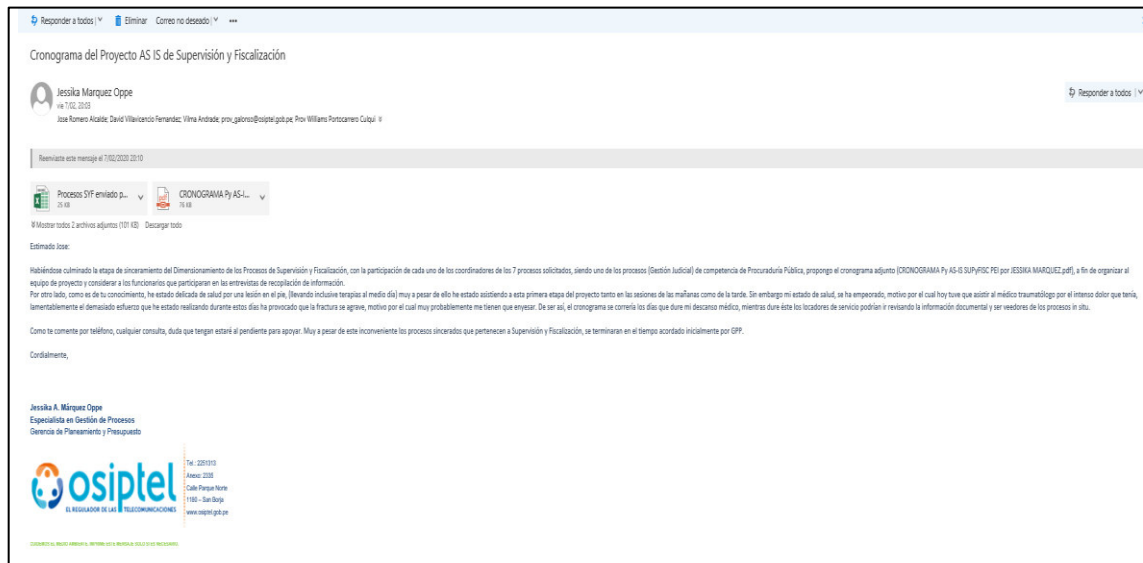 Responder a todos | Eliminar Correo no deseado | ...
Cronograma del Proyecto AS IS de Supervisión y Fiscalización
Jessika Marquez Oppe
Responder a todos |
vie 7/02, 20:03
Jose Romero Alcalde; David Villavicencio Fernandez; Vilma Andrade; prov_galonso@osiptel.gob.pe; Prov Williams Portocarrero Culqui
Reenviaste este mensaje el 7/02/2020 20:10
Procesos SYF enviado p... CRONOGRAMA Py AS-I...
25 KB 76 KB
Mostrar todos 2 archivos adjuntos (101 KB) Descargar todo
Estimado Jose:
Habiéndose culminado la etapa de sinceramiento del Dimensionamiento de los Procesos de Supervisión y Fiscalización, con la participación de cada uno de los coordinadores de los 7 procesos solicitados, siendo uno de los procesos (Gestión Judicial) de competencia de Procuraduría Pública, propongo el cronograma adjunto (CRONOGRAMA Py AS-IS SUPyFISC PEI por JESSIKA MARQUEZ.pdf), a fin de organizar al
equipo de proyecto y considerar a los funcionarios que participaran en las entrevistas de recopilación de información.
Por otro lado, como es de tu conocimiento, he estado delicada de salud por una lesión en el pie, (llevando inclusive terapias al medio día) muy a pesar de ello he estado asistiendo a esta primera etapa del proyecto tanto en las sesiones de las mañanas como de la tarde. Sin embargo mi estado de salud, se ha empeorado, motivo por el cual hoy tuve que asistir al médico traumatólogo por el intenso dolor que tenía,
lamentablemente el demasiado esfuerzo que he estado realizando durante estos días ha provocado que la fractura se agrave, motivo por el cual muy probablemente me tienen que enyesar. De ser así, el cronograma se correría los días que dure mi descanso médico, mientras dure éste los locadores de servicio podrían ir revisando la información documental y ser veedores de los procesos in situ.
Como te comente por teléfono, cualquier consulta, duda que tengan estaré al pendiente para apoyar. Muy a pesar de este inconveniente los procesos sincerados que pertenecen a Supervisión y Fiscalización, se terminaran en el tiempo acordado inicialmente por GPP.
Cordialmente,
Jessika A. Márquez Oppe
Especialista en Gestión de Procesos
Gerencia de Planeamiento y Presupuesto
osiptel
EL REGULADOR DE LAS TELECOMUNICACIONES
Tel.: 2251313
Anexo: 2335
Calle Parque Norte
1160 – San Borja
www.osiptel.gob.pe